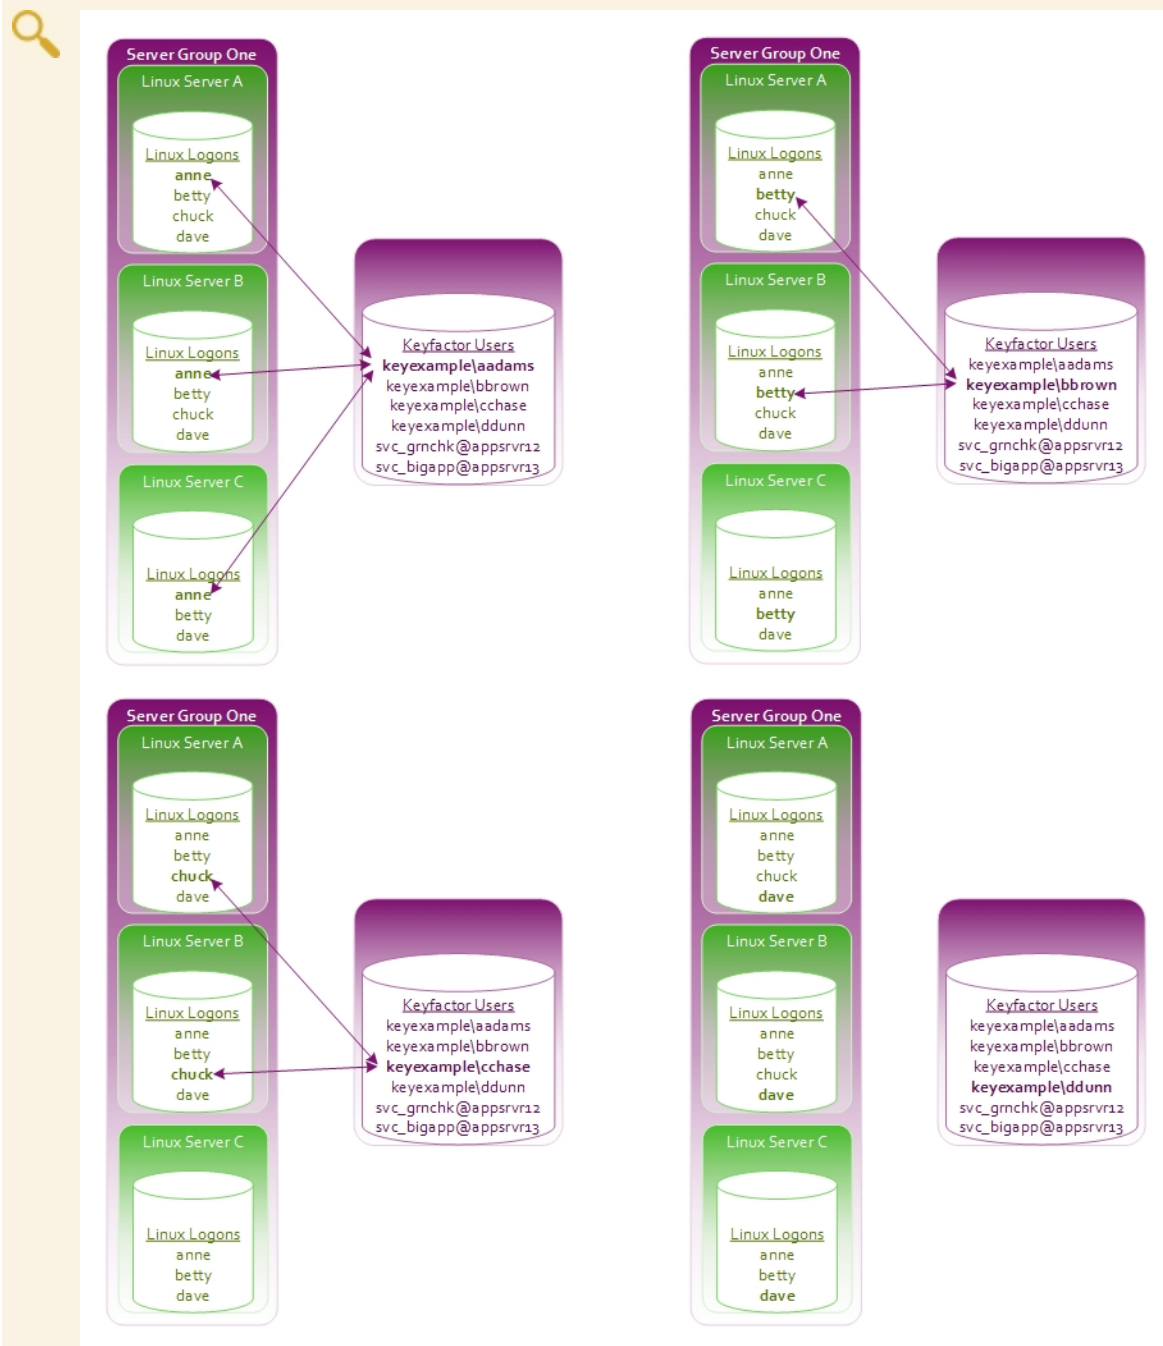 Server Group One
Linux Server A
Linux Logons
anne
betty
chuck
dave
Linux Server B
Linux Logons
anne
betty
chuck
dave
Linux Server C
Linux Logons
anne
betty
dave
Keyfactor Users
keyexample\aadams
keyexample\bbrown
keyexample\cchase
keyexample\ddunn
svc_grnchk@appsrvr12
svc_bigapp@appsrvr13
Server Group One
Linux Server A
Linux Logons
anne
betty
chuck
dave
Linux Server B
Linux Logons
anne
betty
chuck
dave
Linux Server C
Linux Logons
anne
betty
dave
Keyfactor Users
keyexample\aadams
keyexample\bbrown
keyexample\cchase
keyexample\ddunn
svc_grnchk@appsrvr12
svc_bigapp@appsrvr13
Server Group One
Linux Server A
Linux Logons
anne
betty
chuck
dave
Linux Server B
Linux Logons
anne
betty
chuck
dave
Linux Server C
Linux Logons
anne
betty
dave
Keyfactor Users
keyexample\aadams
keyexample\bbrown
keyexample\cchase
keyexample\ddunn
svc_grnchk@appsrvr12
svc_bigapp@appsrvr13
Server Group One
Linux Server A
Linux Logons
anne
betty
chuck
dave
Linux Server B
Linux Logons
anne
betty
chuck
dave
Linux Server C
Linux Logons
anne
betty
dave
Keyfactor Users
keyexample\aadams
keyexample\bbrown
keyexample\cchase
keyexample\ddunn
svc_grnchk@appsrvr12
svc_bigapp@appsrvr13